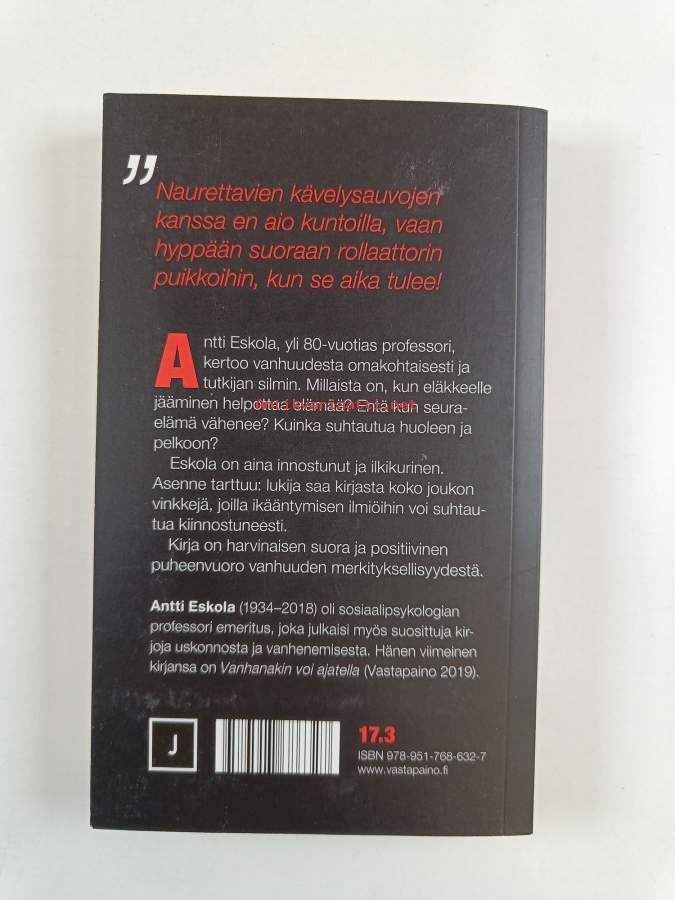 ”
Naurettavien kävelysauvojen
kanssa en aio kuntoilla, vaan
hyppään suoraan rollaattorin
puikkoihin, kun se aika tulee!
Antti Eskola, yli 80-vuotias professori,
kertoo vanhuudesta omakohtaisesti ja
tutkijan silmin. Millaista on, kun eläkkeelle
jääminen helpottaa elämää? Entä kun seura-
elämä vähenee? Kuinka suhtautua huoleen ja
pelkoon?
Eskola on aina innostunut ja ilkikurinen.
Asenne tarttuu: lukija saa kirjasta koko joukon
vinkkejä, joilla ikääntymisen ilmiöihin voi suhtau-
tua kiinnostuneesti.
Kirja on harvinaisen suora ja positiivinen
puheenvuoro vanhuuden merkityksellisyydestä.
Antti Eskola (1934–2018) oli sosiaalipsykologian
professori emeritus, joka julkaisi myös suosittuja kir-
joja uskonnosta ja vanhenemisesta. Hänen viimeinen
kirjansa on Vanhanakin voi ajatella (Vastapaino 2019).
J
17.3
ISBN 978-951-768-632-7
www.vastapaino.fi